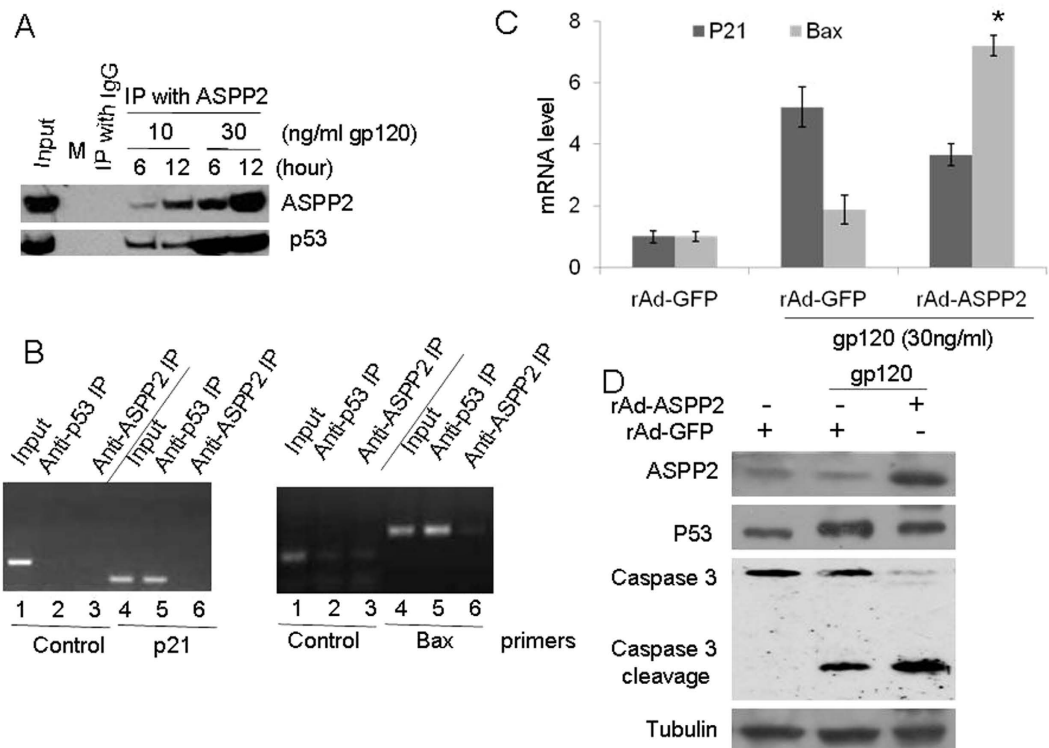 A
Input
M
IP with IgG
IP with ASPP2
10 30 (ng/ml gp120)
6 12 6 12 (hour)
ASPP2
p53
B
Input
Anti-p53 IP
Anti-ASPP2 IP
Input
Anti-p53 IP
Anti-ASPP2 IP
1 2 3 4 5 6
Control p21
Input
Anti-p53 IP
Anti-ASPP2 IP
Input
Anti-p53 IP
Anti-ASPP2 IP
1 2 3 4 5 6
Control Bax primers
C
P21 Bax
*
mRNA level
8
6
4
2
0
rAd-GFP rAd-GFP rAd-ASPP2
gp120 (30ng/ml)
D
gp120
rAd-ASPP2 - - +
rAd-GFP + + -
ASPP2
P53
Caspase 3
Caspase 3
cleavage
Tubulin